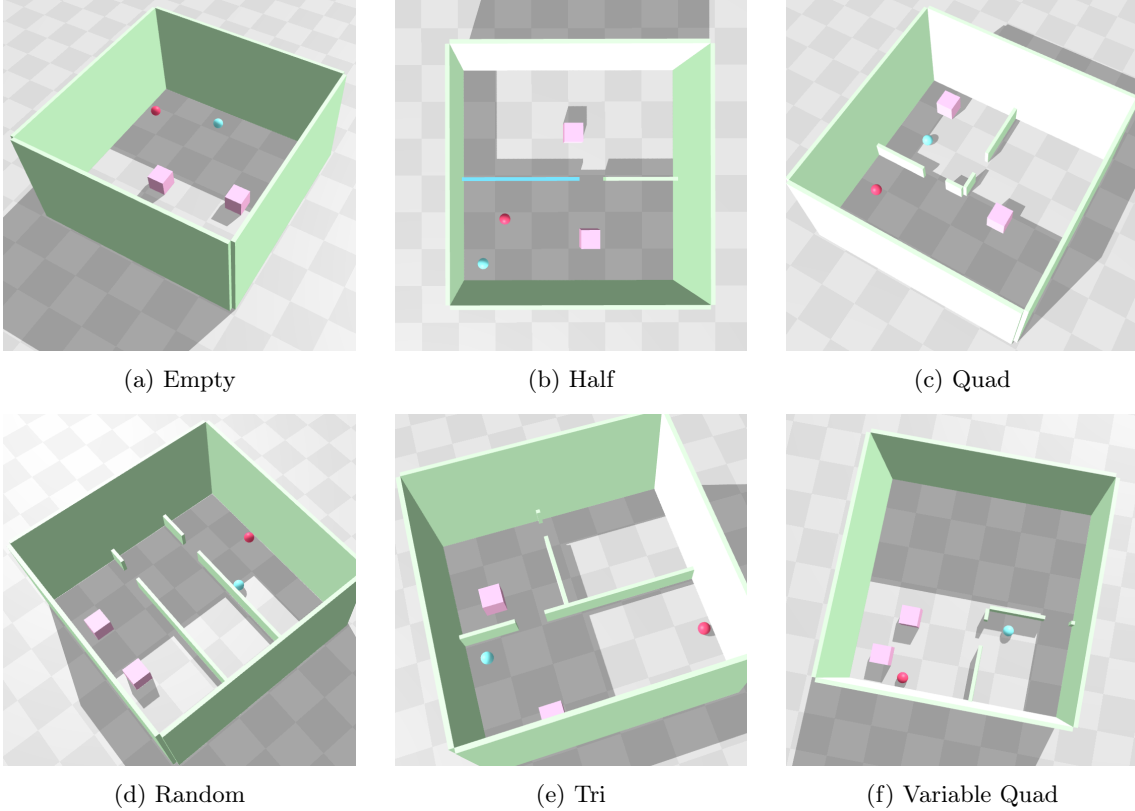 (a) Empty
(b) Half
(c) Quad
(d) Random
(e) Tri
(f) Variable Quad